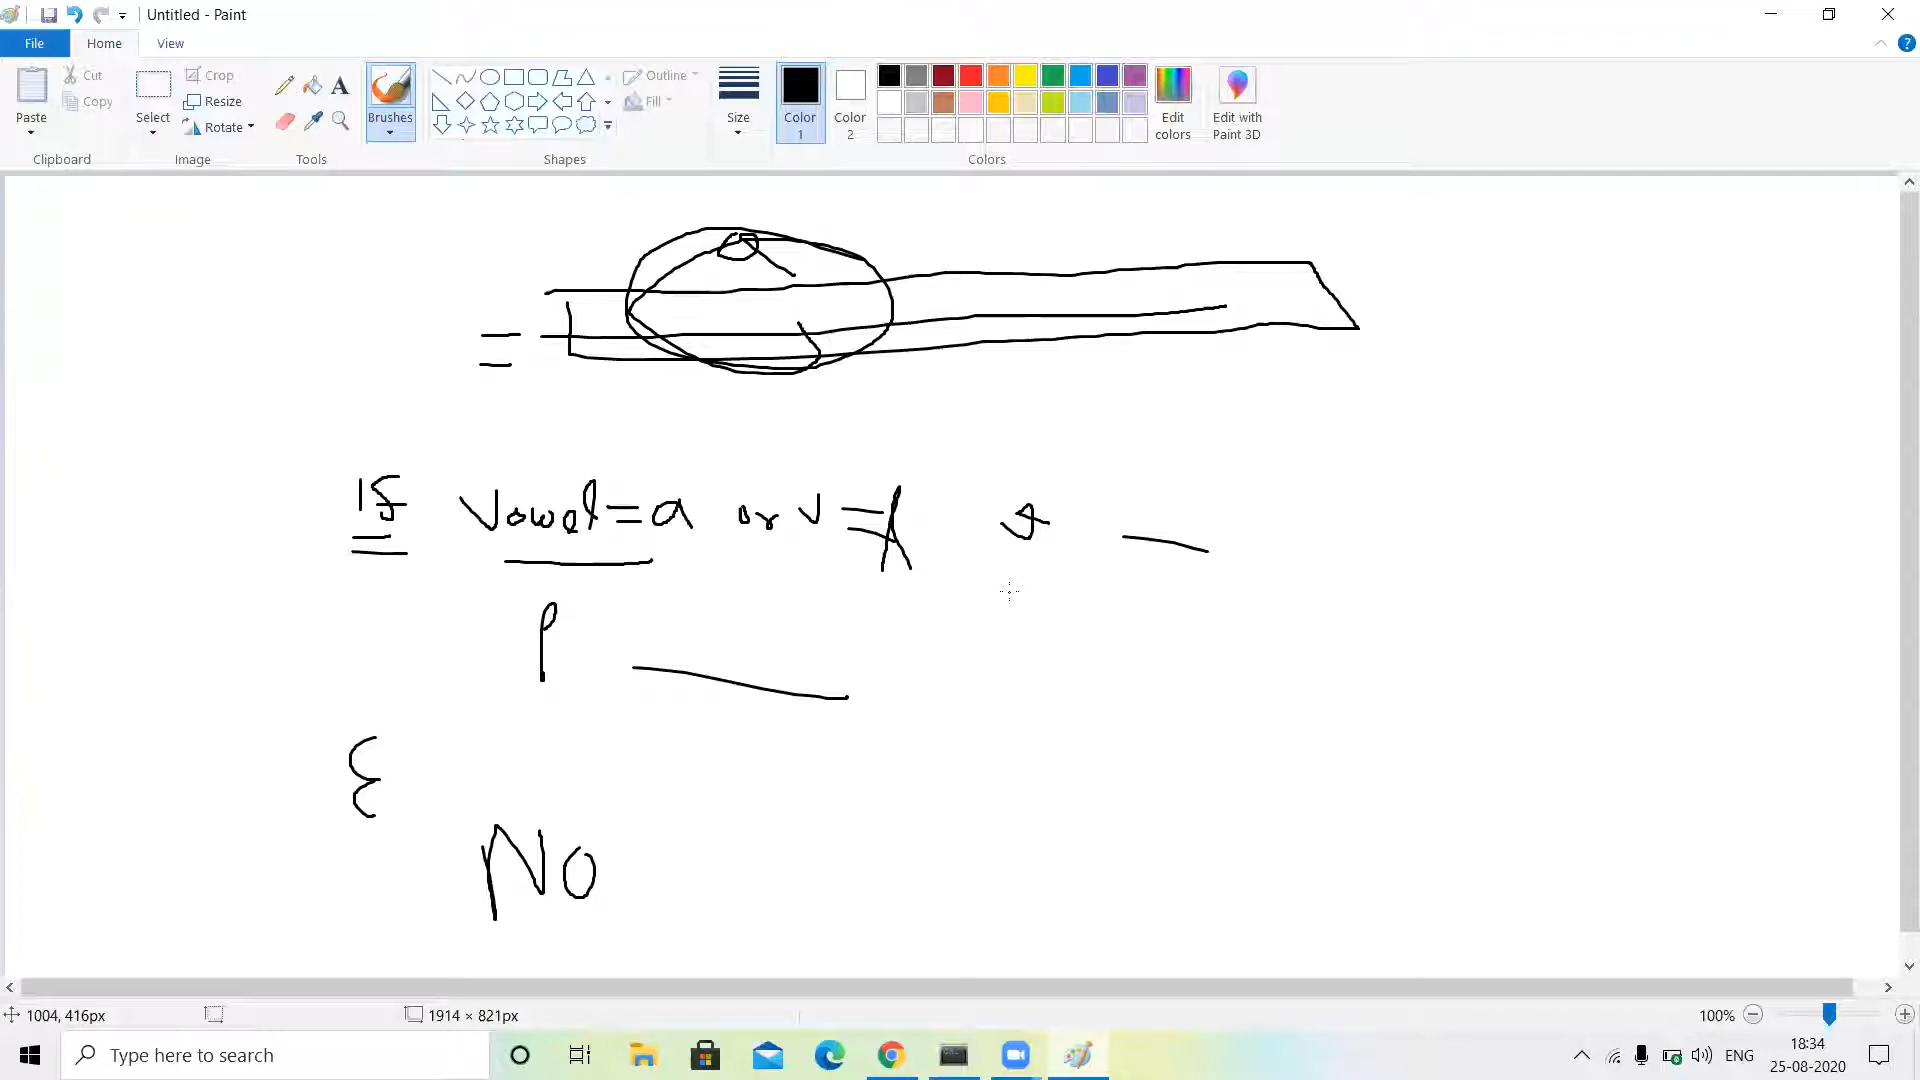 Untitled - Paint
File Home View
Paste
Cut
Copy
Clipboard
Select
Crop
Resize
Rotate
Image
Tools
Brushes
Outline
Fill
Shapes
Size
Color 1
Color 2
Edit colors
Edit with Paint 3D
Colors
If Vowel = a or v =
P
E
No
1004, 416px
1914 × 821px
100%
Type here to search
ENG
18:34
25-08-2020